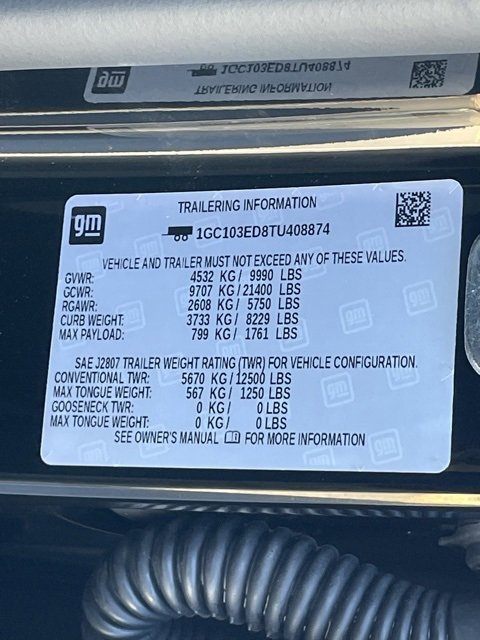 gm
1GC103ED8TU408874
TRAILERING INFORMATION
gm
TRAILERING INFORMATION
1GC103ED8TU408874
VEHICLE AND TRAILER MUST NOT EXCEED ANY OF THESE VALUES.
GVWR: 4532 KG / 9990 LBS
GCWR: 9707 KG / 21400 LBS
RGAWR: 2608 KG / 5750 LBS
CURB WEIGHT: 3733 KG / 8229 LBS
MAX PAYLOAD: 799 KG / 1761 LBS
SAE J2807 TRAILER WEIGHT RATING (TWR) FOR VEHICLE CONFIGURATION.
CONVENTIONAL TWR: 5670 KG / 12500 LBS
MAX TONGUE WEIGHT: 567 KG / 1250 LBS
GOOSENECK TWR: 0 KG / 0 LBS
MAX TONGUE WEIGHT: 0 KG / 0 LBS
SEE OWNER'S MANUAL FOR MORE INFORMATION